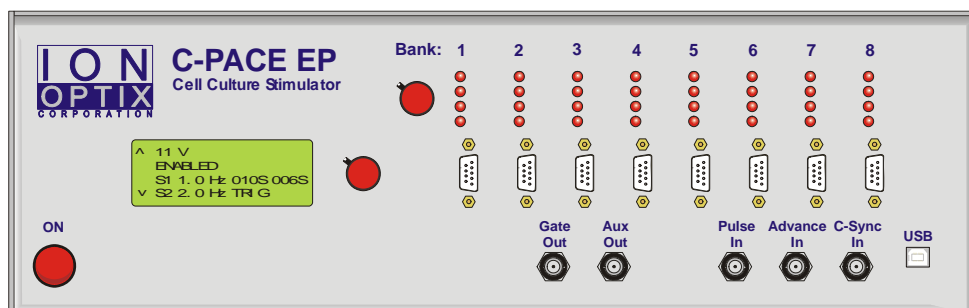 ION
OPTIX
CORPORATION
C-PACE EP
Cell Culture Stimulator
Bank: 1 2 3 4 5 6 7 8
^ 11 V
ENABLED
S1 1.0 Hz 010S 006S
v S2 2.0 Hz TRIG
ON
Gate Out
Aux Out
Pulse In
Advance In
C-Sync In
USB